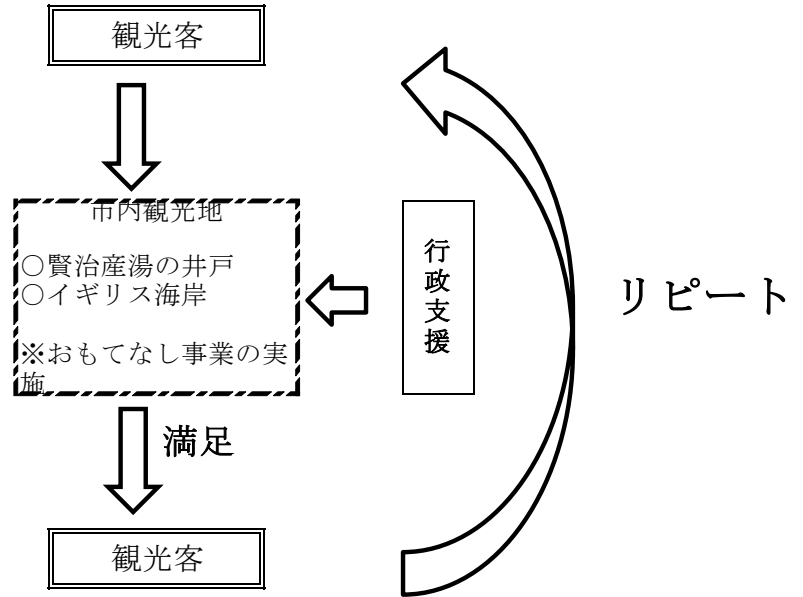 観光客
市内観光地
○賢治産湯の井戸
○イギリス海岸
※おもてなし事業の実
施
行政支援
リピート
満足
観光客